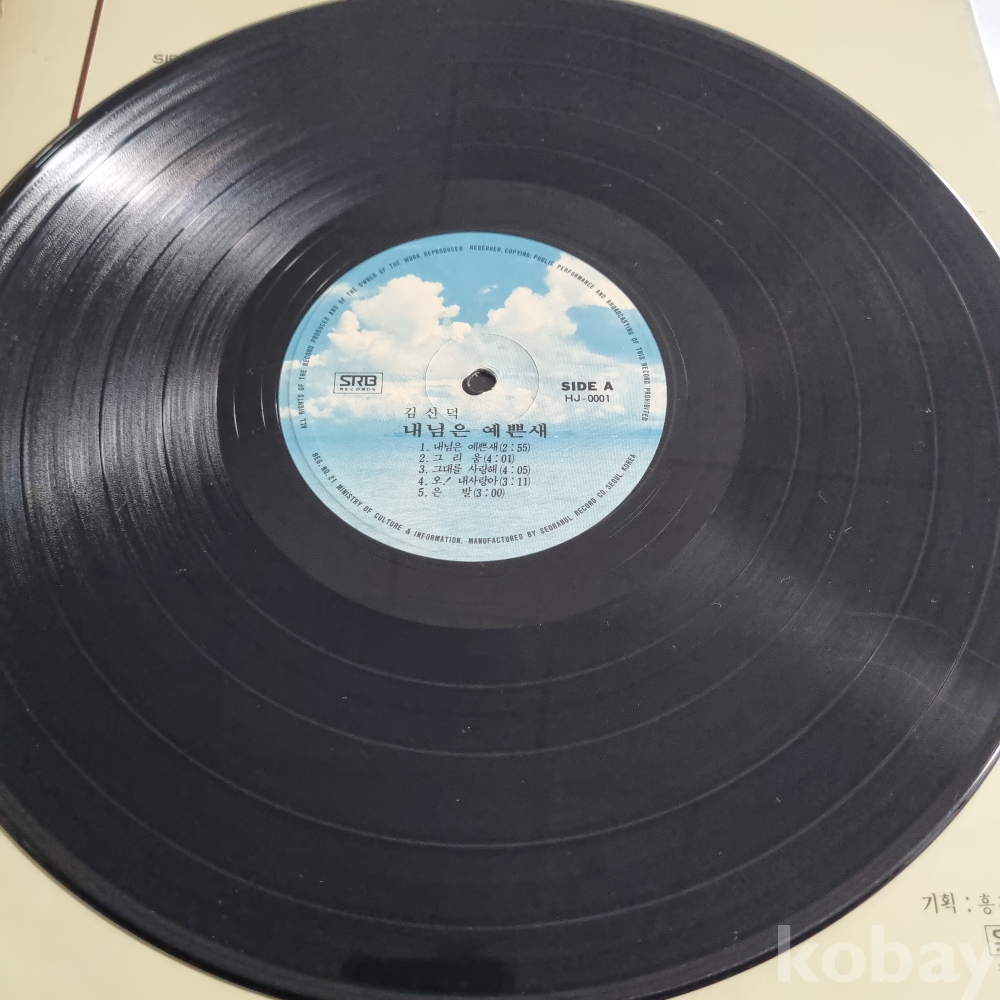 SID
ALL RIGHTS OF THE RECORD PRODUCER AND OF THE OWNER OF THE WORK REPRODUCED RESERVED. COPYING. PUBLIC PERFORMANCE AND BROADCASTING OF THIS RECORD PROHIBITED
SRB
RECORDS
SIDE A
HJ-0001
김신덕
내님은 예쁜새
1. 내님은 예쁜새(2:55)
2. 그 리 움(4:01)
3. 그대를 사랑해(4:05)
4. 오! 내사랑아(3:11)
5. 은 발(3:00)
REG. NO. 21 MINISTRY OF CULTURE & INFORMATION. MANUFACTURED BY SEORABUL RECORD CO. SEOUL KOREA
기획 : 홍
kobay